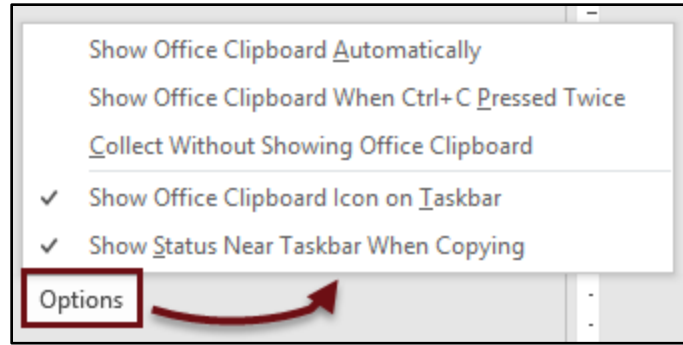 Show Office Clipboard Automatically
Show Office Clipboard When Ctrl+C Pressed Twice
Collect Without Showing Office Clipboard
Show Office Clipboard Icon on Taskbar
Show Status Near Taskbar When Copying
Options